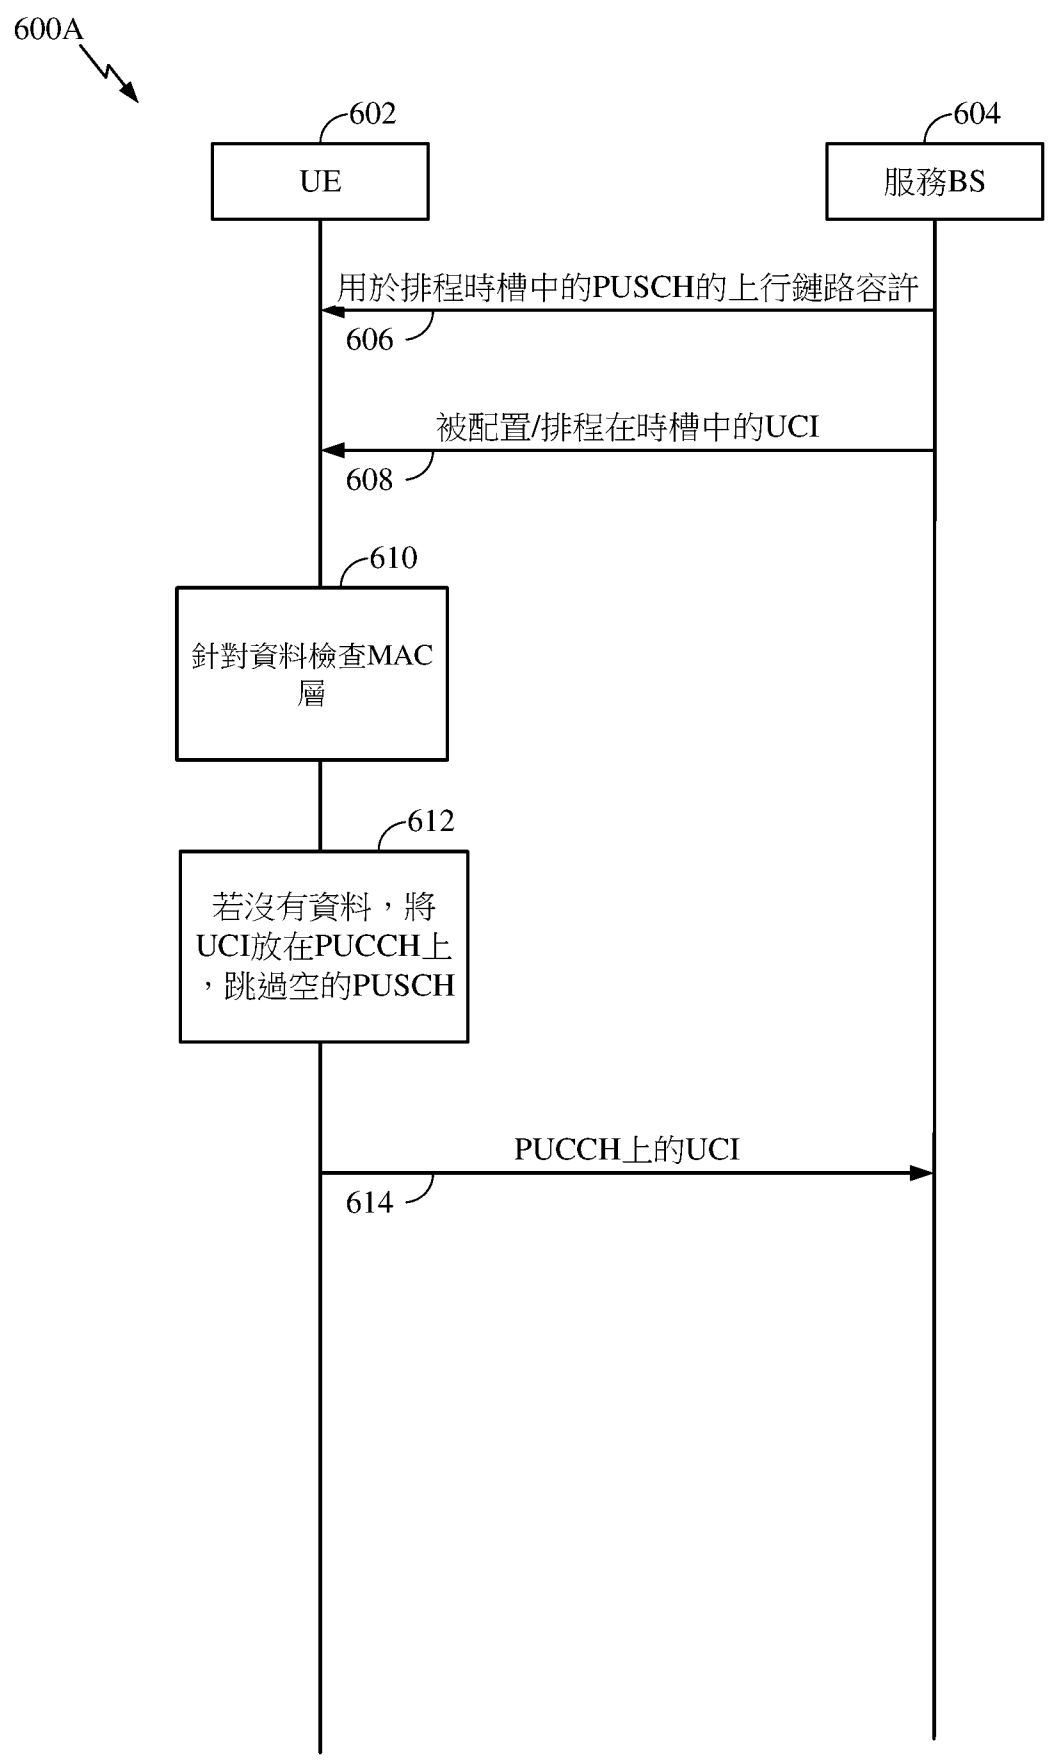 600A
602
604
UE
服務BS
用於排程時槽中的PUSCH的上行鏈路容許
606
被配置/排程在時槽中的UCI
608
610
針對資料檢查MAC
層
612
若沒有資料，將
UCI放在PUCCH上
，跳過空的PUSCH
PUCCH上的UCI
614